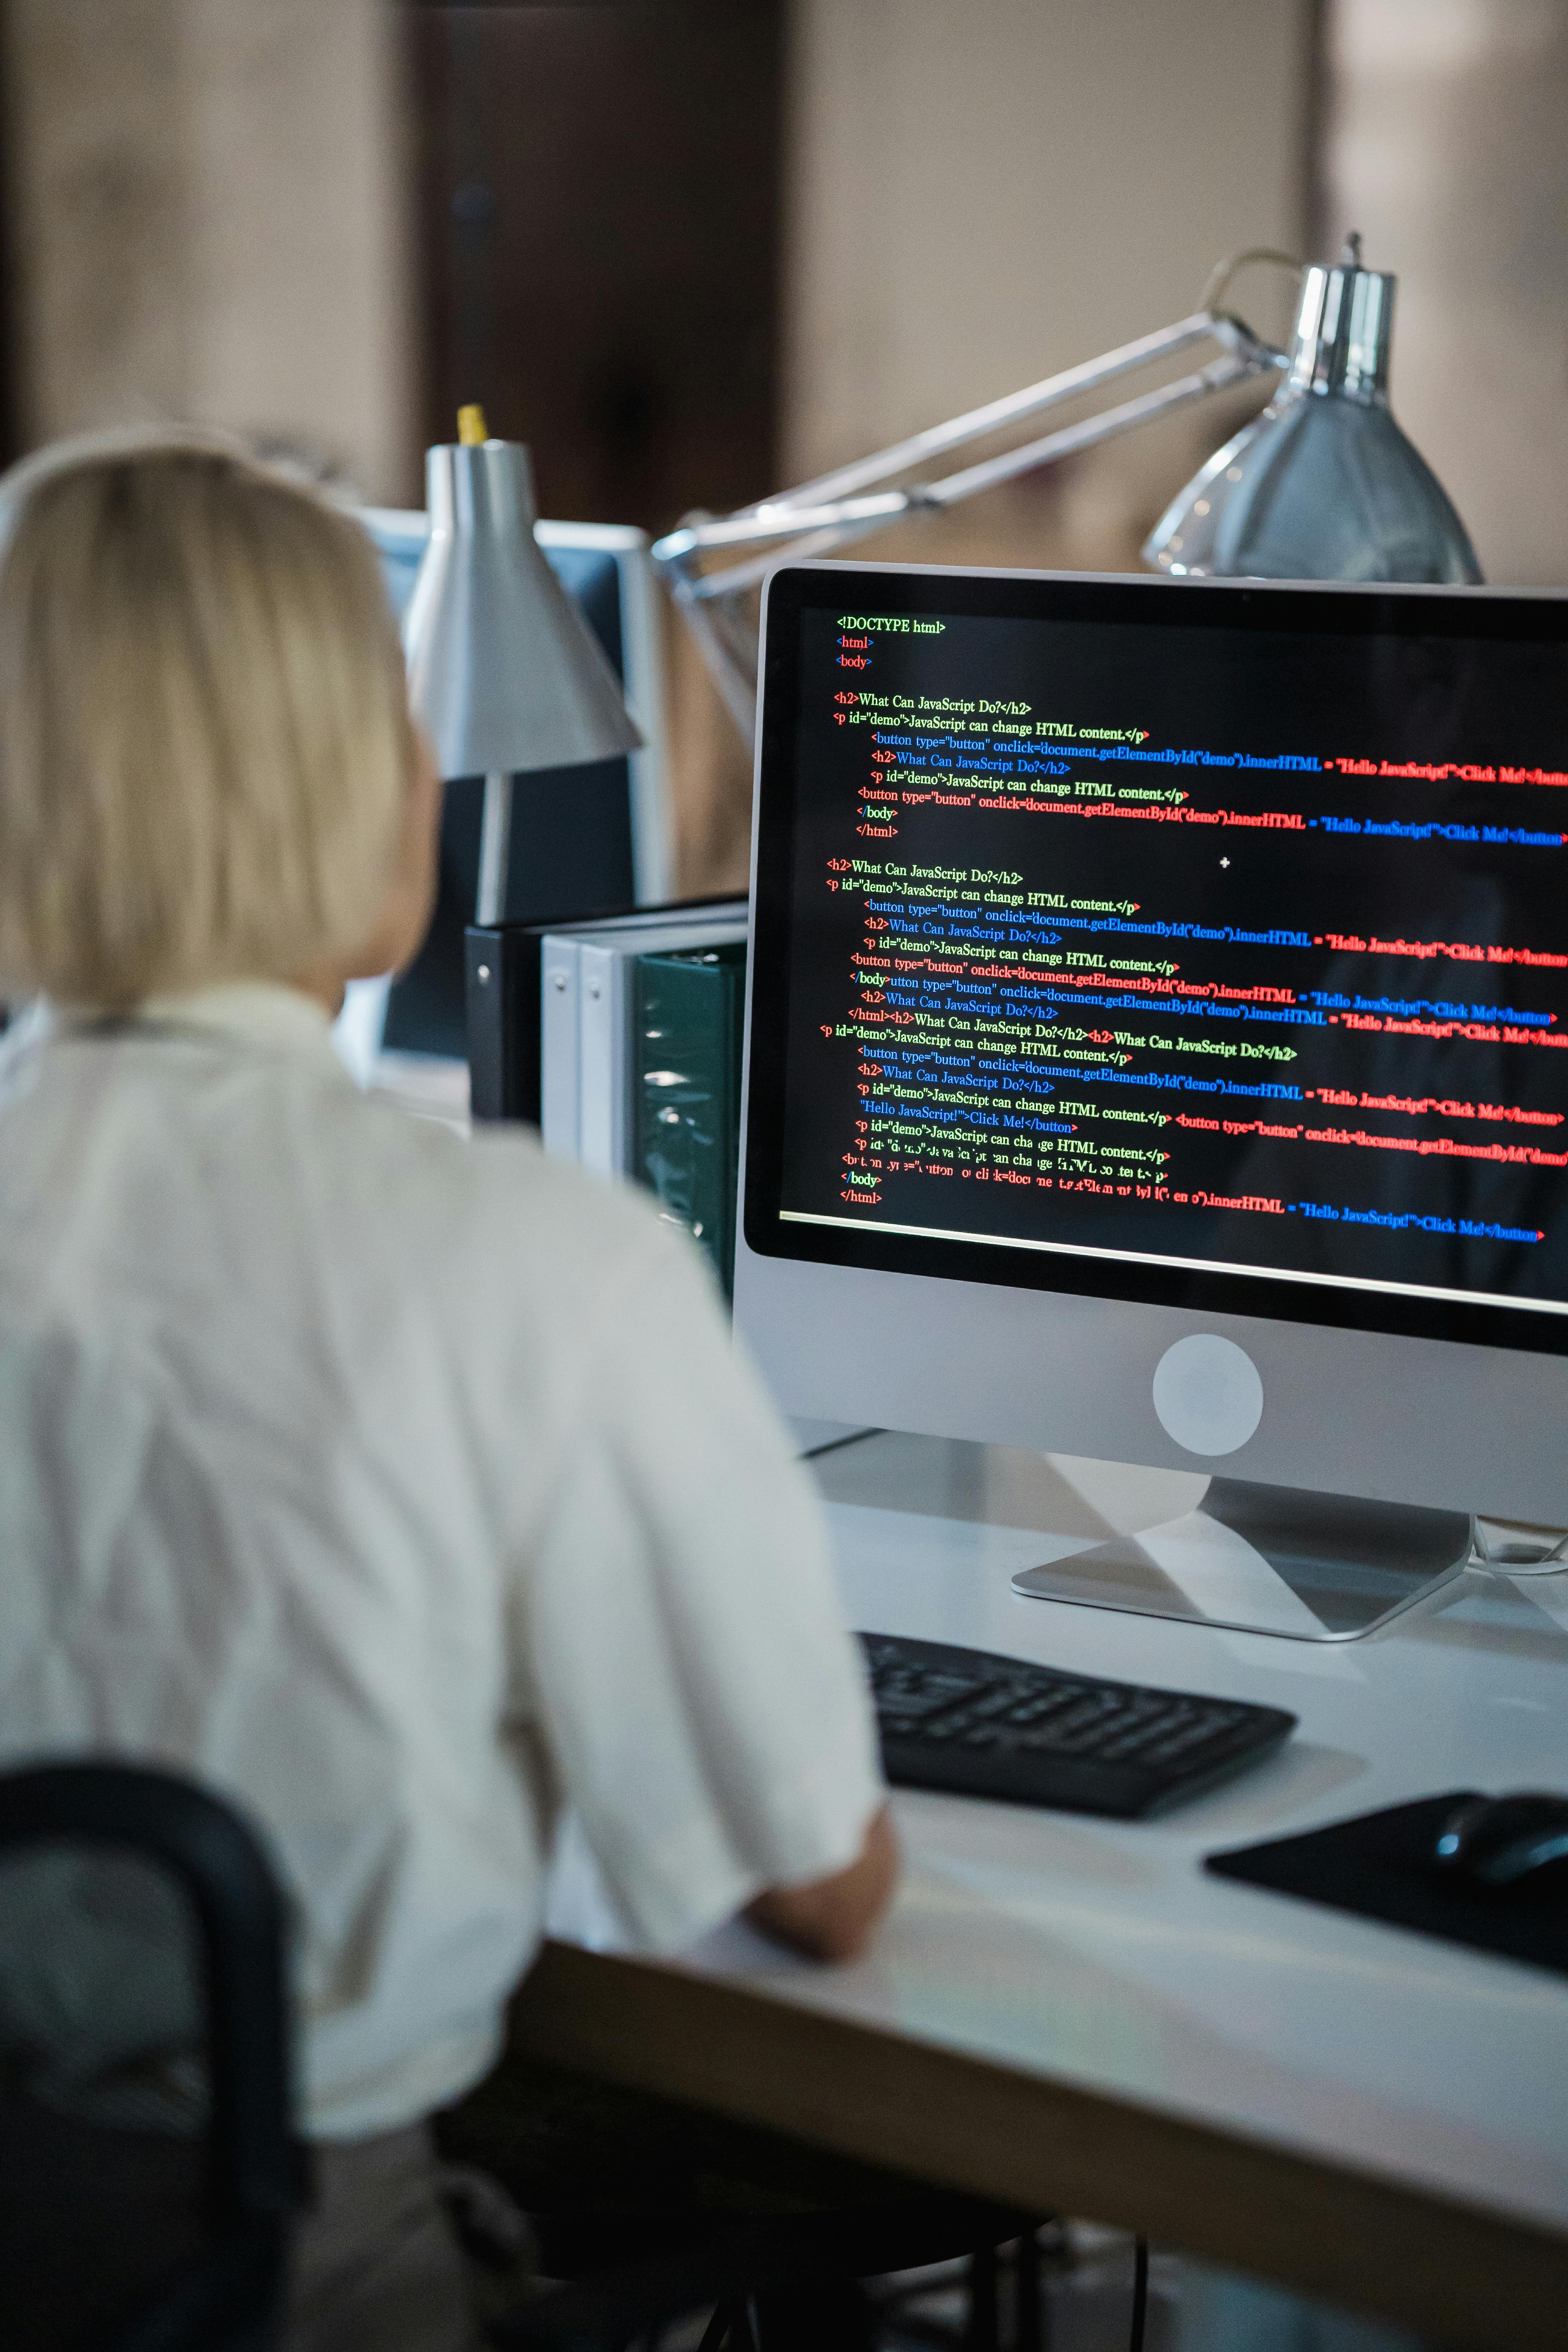 <!DOCTYPE html>
<html>
<body>
<h2>What Can JavaScript Do?</h2>
<p id="demo">JavaScript can change HTML content.</p>
<button type="button" onclick='document.getElementById("demo").innerHTML = "Hello JavaScript!"'>Click Me!</but
<h2>What Can JavaScript Do?</h2>
<p id="demo">JavaScript can change HTML content.</p>
<button type="button" onclick='document.getElementById("demo").innerHTML = "Hello JavaScript!"'>Click Me!</button>
</body>
</html>
<h2>What Can JavaScript Do?</h2>
<p id="demo">JavaScript can change HTML content.</p>
<button type="button" onclick='document.getElementById("demo").innerHTML = "Hello JavaScript!"'>Click Me!</button
<h2>What Can JavaScript Do?</h2>
<p id="demo">JavaScript can change HTML content.</p>
<button type="button" onclick='document.getElementById("demo").innerHTML = "Hello JavaScript!"'>Click Me!</button>
</body>utton type="button" onclick='document.getElementById("demo").innerHTML = "Hello JavaScript!"'>Click Me!</butt
<h2>What Can JavaScript Do?</h2>
</html><h2>What Can JavaScript Do?</h2><h2>What Can JavaScript Do?</h2>
<p id="demo">JavaScript can change HTML content.</p>
<button type="button" onclick='document.getElementById("demo").innerHTML = "Hello JavaScript!"'>Click Me!</button>
<h2>What Can JavaScript Do?</h2>
<p id="demo">JavaScript can change HTML content.</p> <button type="button" onclick='document.getElementById("demo
"Hello JavaScript!"'>Click Me!</button>
<p id="demo">JavaScript can change HTML content.</p>
).innerHTML = "Hello JavaScript!"'>Click Me!</button>
</body>
</html>